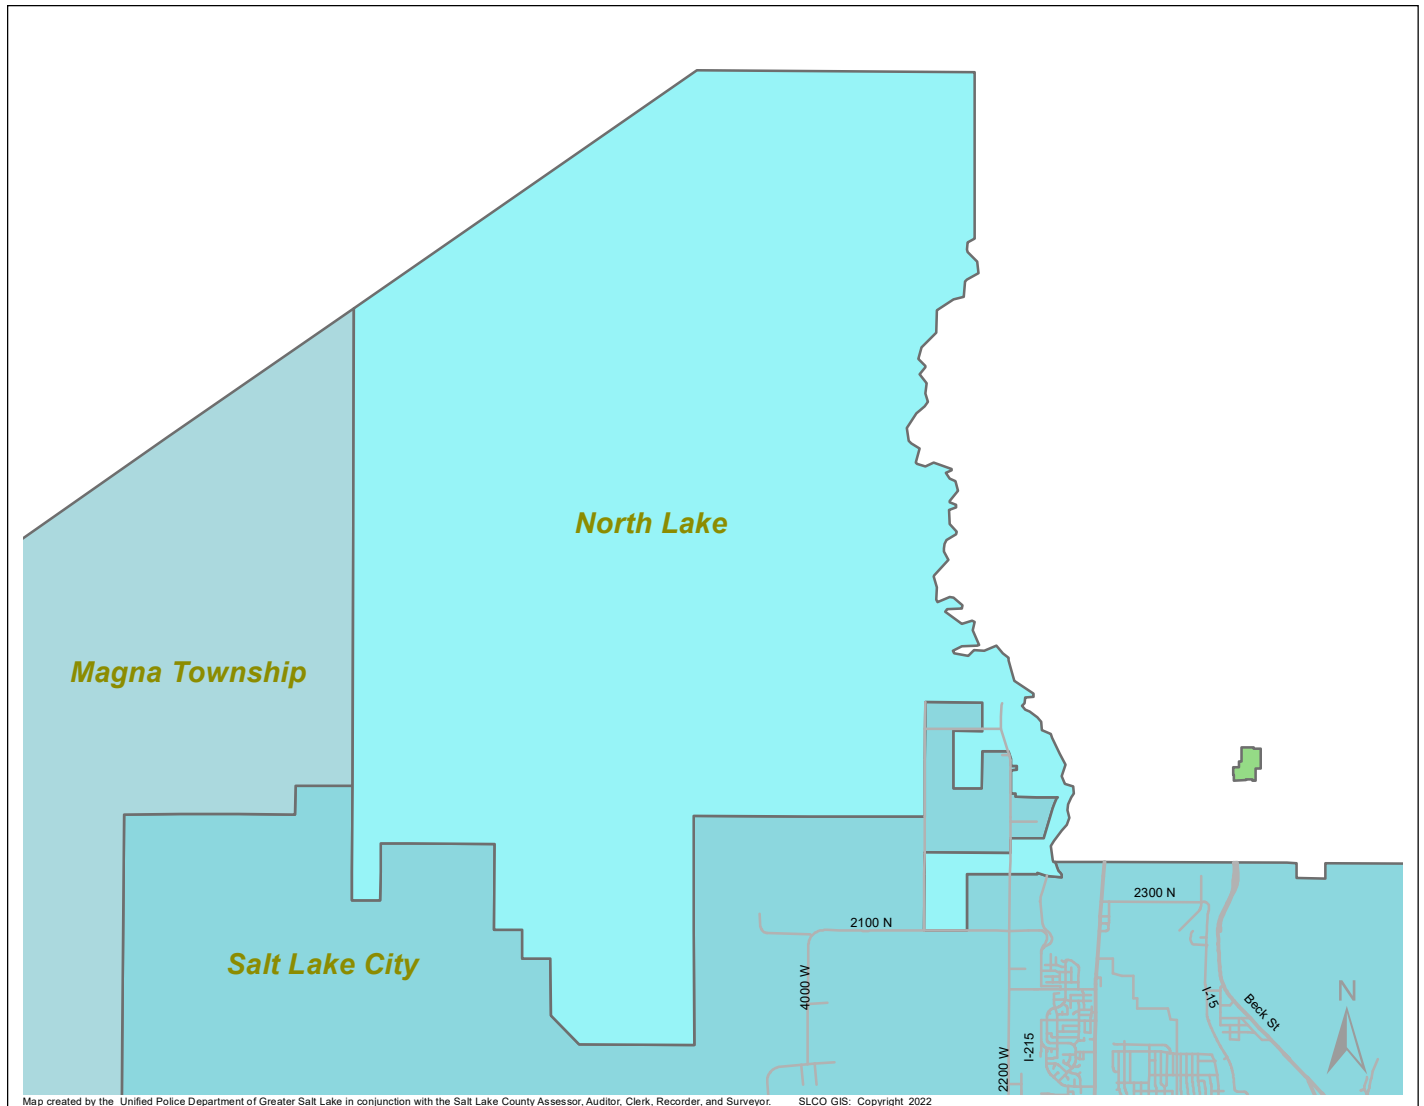 North Lake
Magna Township
2300 N
2100 N
Salt Lake City
4000 W
I-15
Beck St
N
I-215
2200 W
Map created by the Unified Police Department of Greater Salt Lake in conjunction with the Salt Lake County Assessor, Auditor, Clerk, Recorder, and Surveyor. SLCO GIS: Copyright 2022